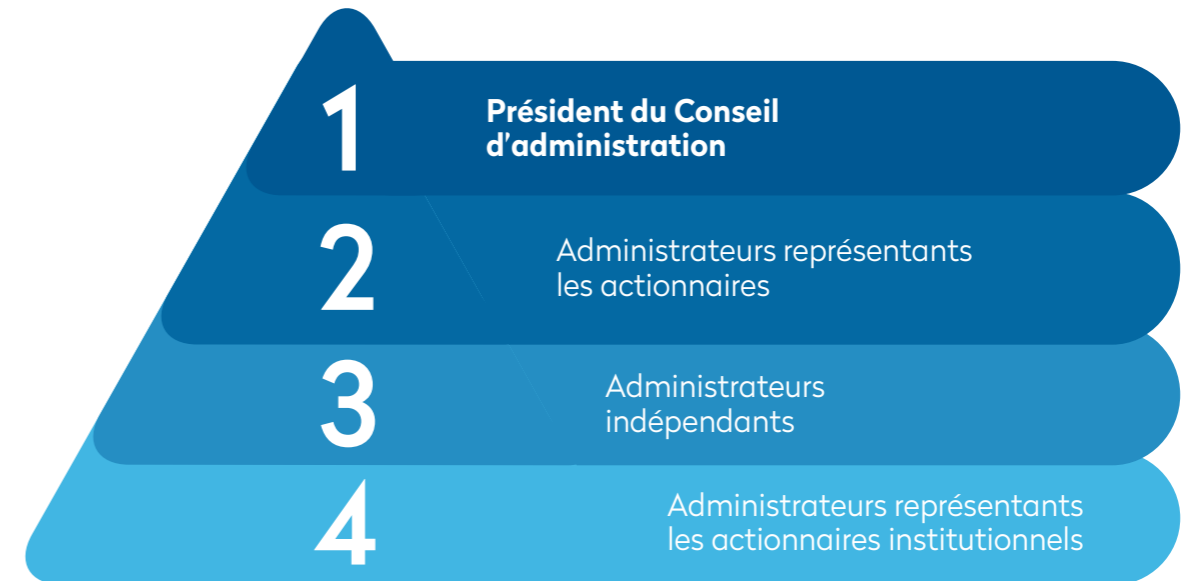 1
Président du Conseil
d'administration
2
Administrateurs représentants
les actionnaires
3
Administrateurs
indépendants
4
Administrateurs représentants
les actionnaires institutionnels